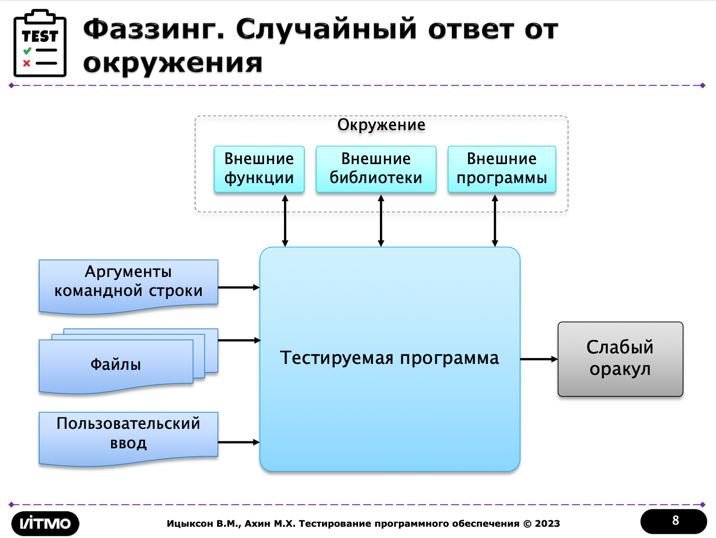 TEST
Фаззинг. Случайный ответ от
окружения
Окружение
Внешние
функции
Внешние
библиотеки
Внешние
программы
Аргументы
командной строки
Файлы
Пользовательский
ввод
Тестируемая программа
Слабый
оракул
ИТМО
Ицыксон В.М., Ахин М.Х. Тестирование программного обеспечения © 2023
8